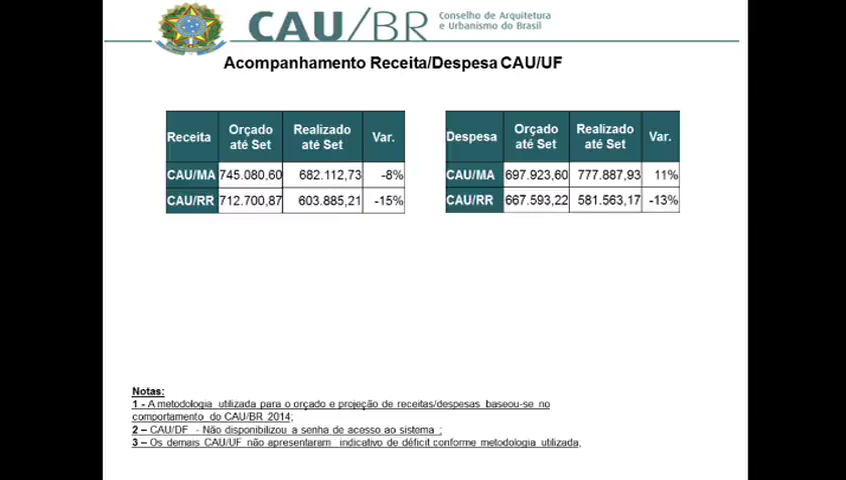 CAU/BR Conselho de Arquitetura
e Urbanismo do Brasil
Acompanhamento Receita/Despesa CAU/UF
Receita Orçado até Set Realizado até Set Var.
CAU/MA 745.080,60 682.112,73 -8%
CAU/RR 712.700,87 603.885,21 -15%
Despesa Orçado até Set Realizado até Set Var.
CAU/MA 697.923,60 777.887,93 11%
CAU/RR 667.593,22 581.563,17 -13%
Notas:
1 - A metodologia utilizada para o orçado e projeção de receitas/despesas baseou-se no
comportamento do CAU/BR 2014;
2 – CAU/DF - Não disponibilizou a senha de acesso ao sistema ;
3 – Os demais CAU/UF não apresentaram indicativo de déficit conforme metodologia utilizada;